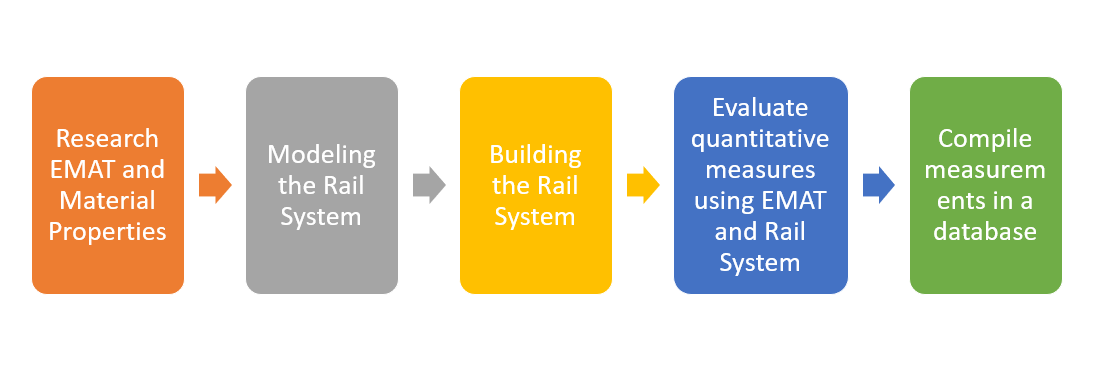 Research
EMAT and
Material
Properties
Modeling
the Rail
System
Building
the Rail
System
Evaluate
quantitative
measures
using EMAT
and Rail
System
Compile
measurem
ents in a
database